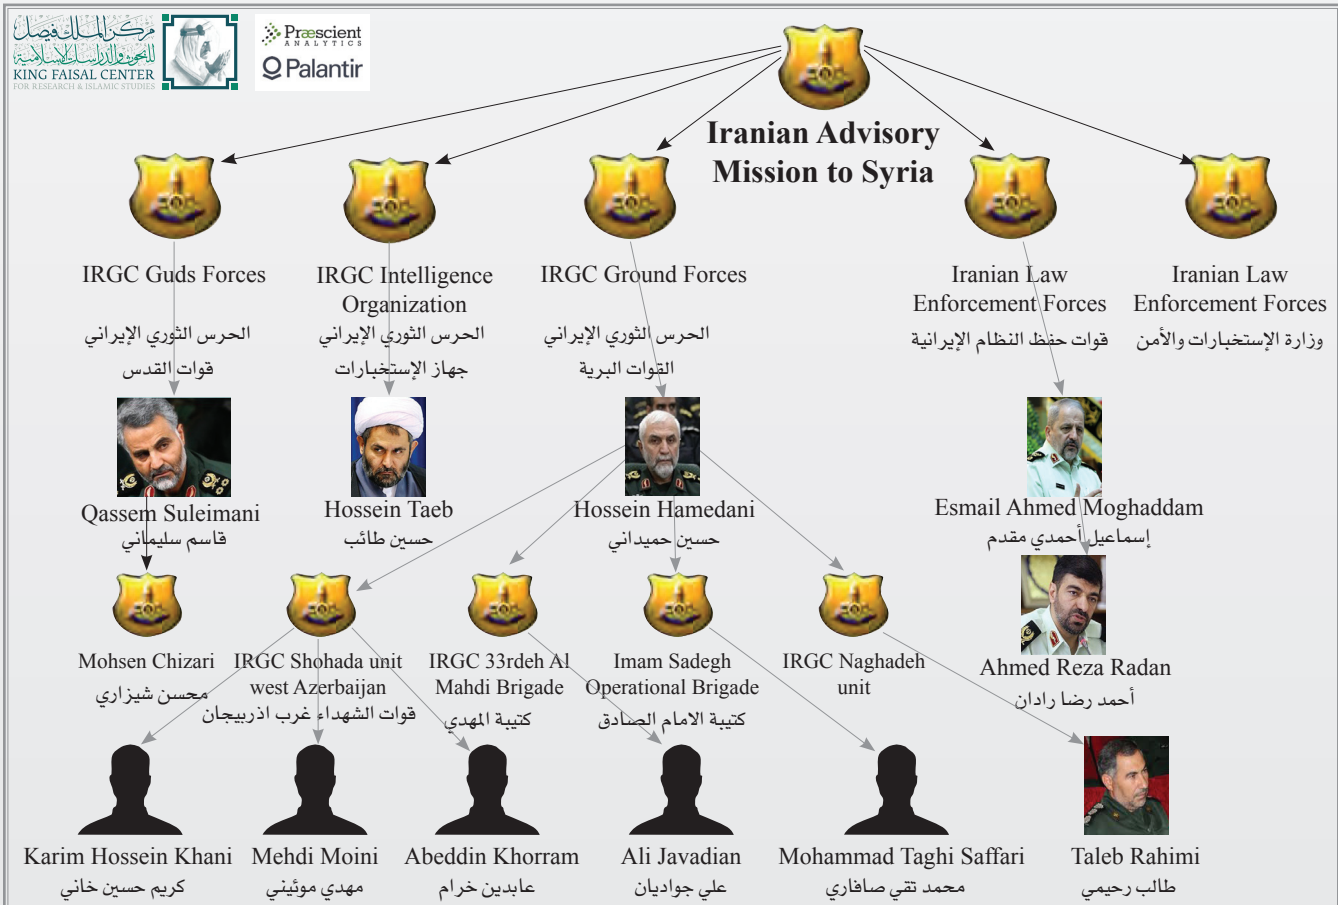 مركز الملك فيصل
للبحوث والدراسات الإسلامية
KING FAISAL CENTER
FOR RESEARCH & ISLAMIC STUDIES
Præscient
ANALYTICS
Palantir
Iranian Advisory
Mission to Syria
IRGC Guds Forces
الحرس الثوري الإيراني
قوات القدس
IRGC Intelligence
Organization
الحرس الثوري الإيراني
جهاز الإستخبارات
IRGC Ground Forces
الحرس الثوري الإيراني
القوات البرية
Iranian Law
Enforcement Forces
قوات حفظ النظام الإيرانية
Iranian Law
Enforcement Forces
وزارة الإستخبارات والأمن
Qassem Suleimani
قاسم سليماني
Hossein Taeb
حسين طائب
Hossein Hamedani
حسين حميداني
Esmail Ahmed Moghaddam
إسماعيل أحمدي مقدم
Mohsen Chizari
محسن شيزاري
IRGC Shohada unit
west Azerbaijan
قوات الشهداء غرب اذربيجان
IRGC 33rdeh Al
Mahdi Brigade
كتيبة المهدي
Imam Sadegh
Operational Brigade
كتيبة الامام الصادق
IRGC Naghadeh
unit
Ahmed Reza Radan
أحمد رضا رادان
Karim Hossein Khani
كريم حسين خاني
Mehdi Moini
مهدي موئيني
Abeddin Khorram
عابدين خرام
Ali Javadian
علي جواديان
Mohammad Taghi Saffari
محمد تقي صافاري
Taleb Rahimi
طالب رحيمي